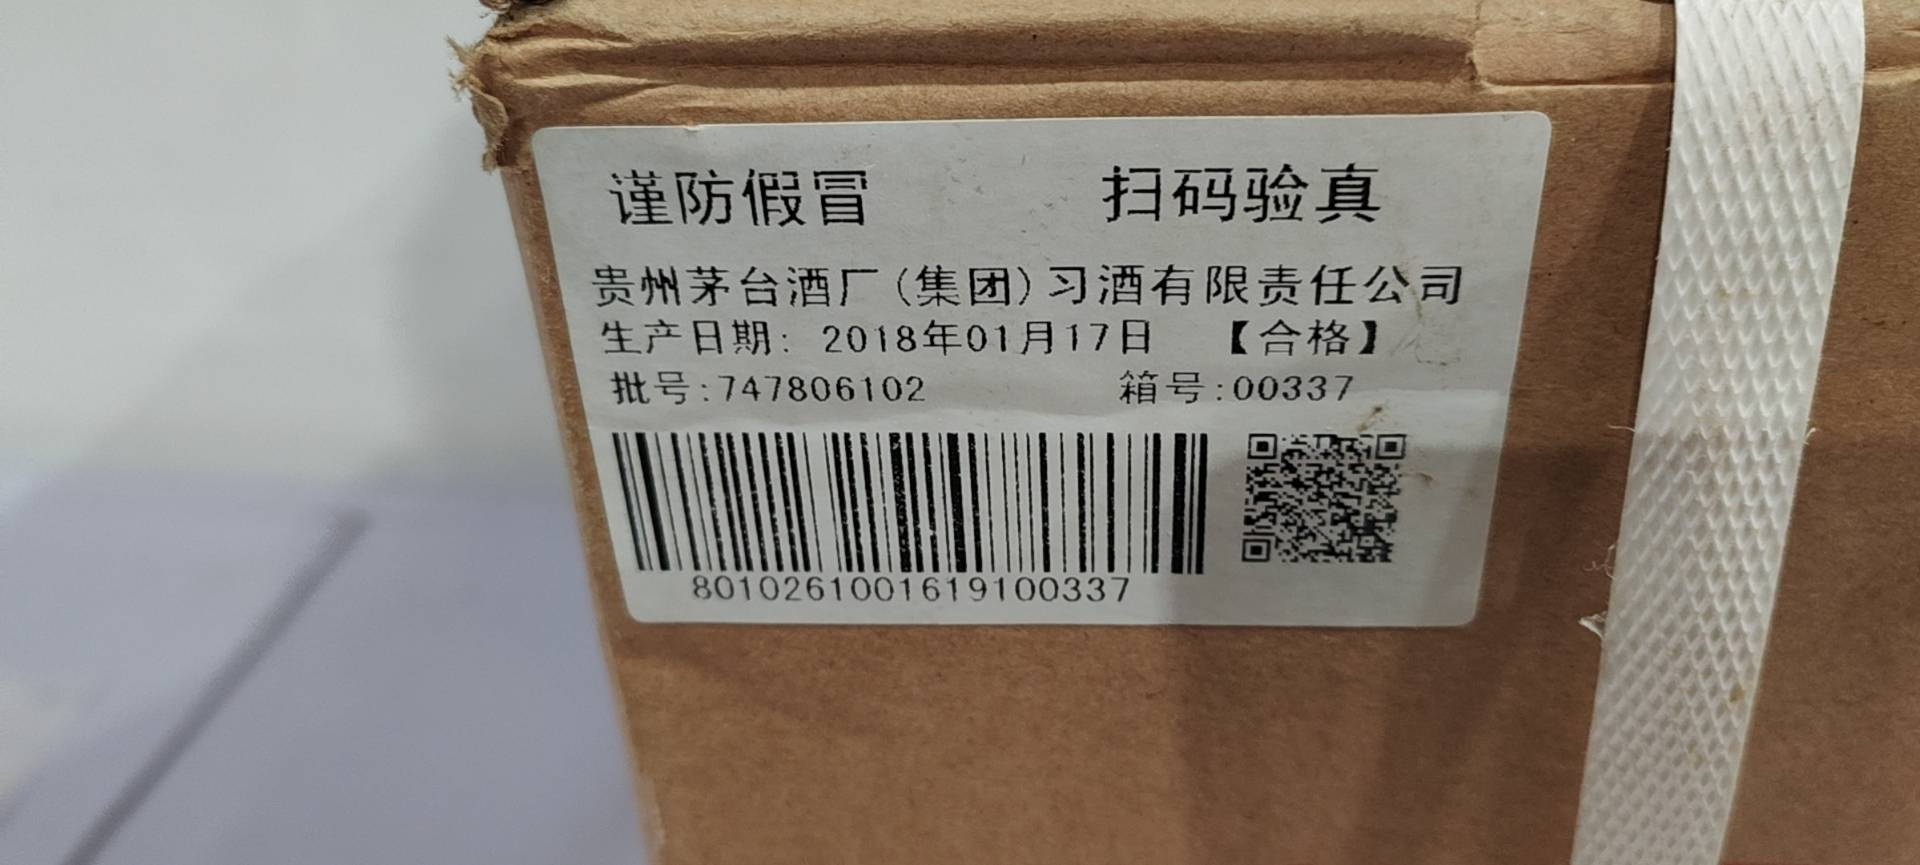 谨防假冒 扫码验真
贵州茅台酒厂(集团)习酒有限责任公司
生产日期: 2018年01月17日 【合格】
批号:747806102 箱号:00337
8010261001619100337